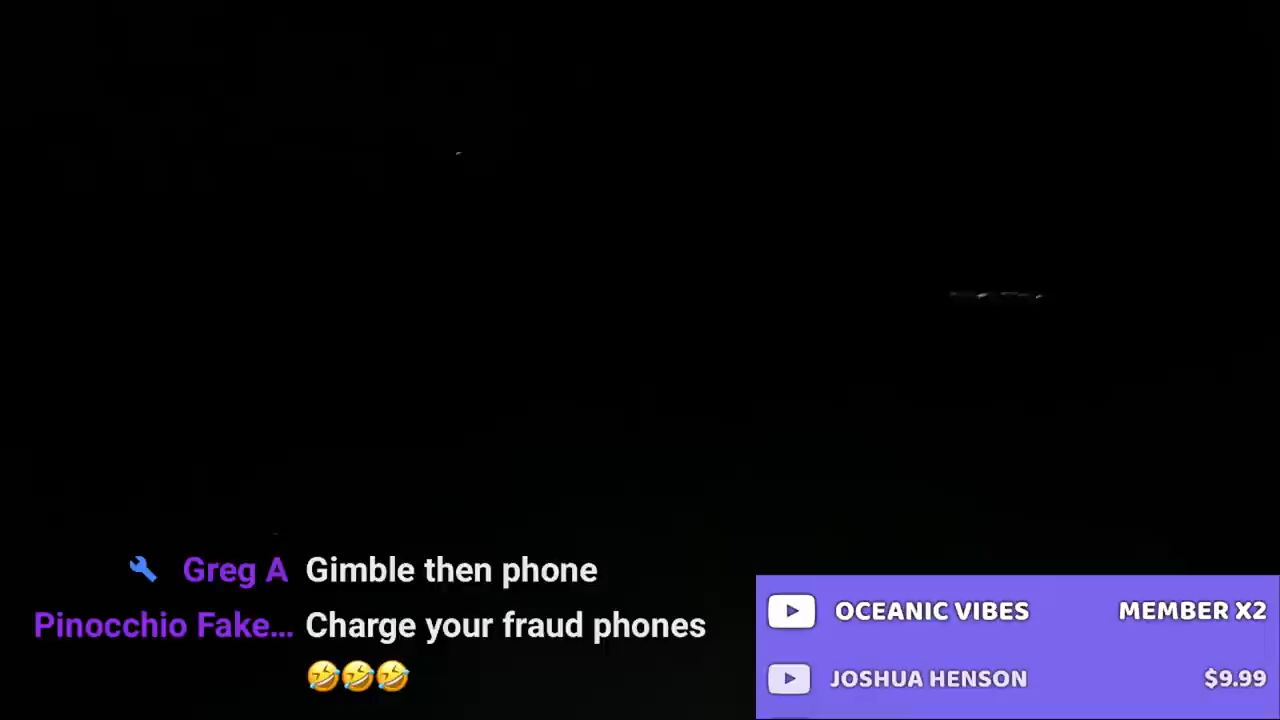 Greg A Gimble then phone
Pinocchio Fake... Charge your fraud phones
🤣🤣🤣
OCEANIC VIBES MEMBER X2
JOSHUA HENSON $9.99